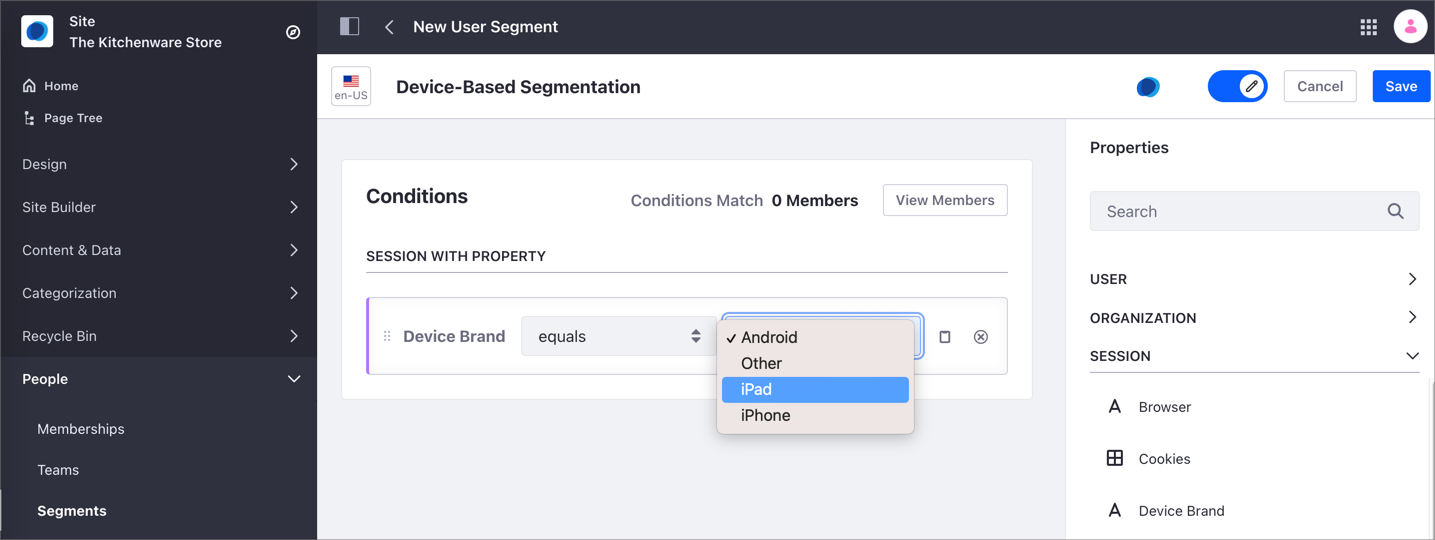 Site
The Kitchenware Store
Home
Page Tree
Design
Site Builder
Content & Data
Categorization
Recycle Bin
People
Memberships
Teams
Segments
New User Segment
en-US
Device-Based Segmentation
Cancel
Save
Conditions
Conditions Match 0 Members
View Members
SESSION WITH PROPERTY
Device Brand
equals
Android
Other
iPad
iPhone
Properties
Search
USER
ORGANIZATION
SESSION
Browser
Cookies
Device Brand